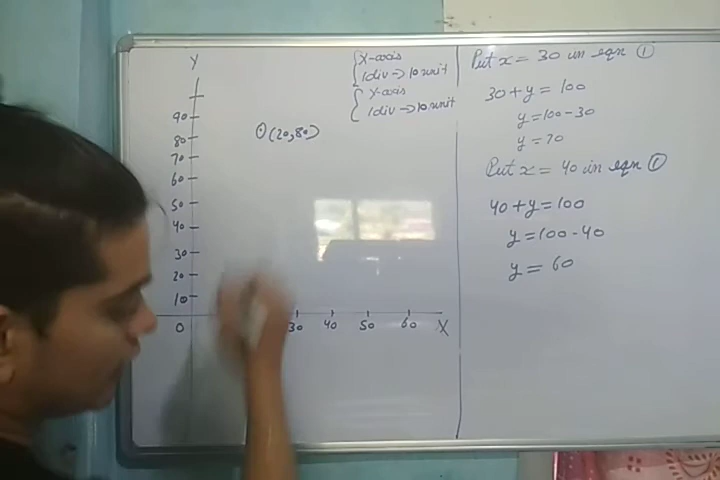 Y
X-axis
1div→10 unit
Y-axis
1div→10 unit
90
80
70
60
50
40
30
20
10
0
(20,80)
30 40 50 60 X
Put x = 30 in eqn ①
30+y = 100
y=100-30
y=70
Put x = 40 in eqn ①
40+y=100
y=100-40
y = 60